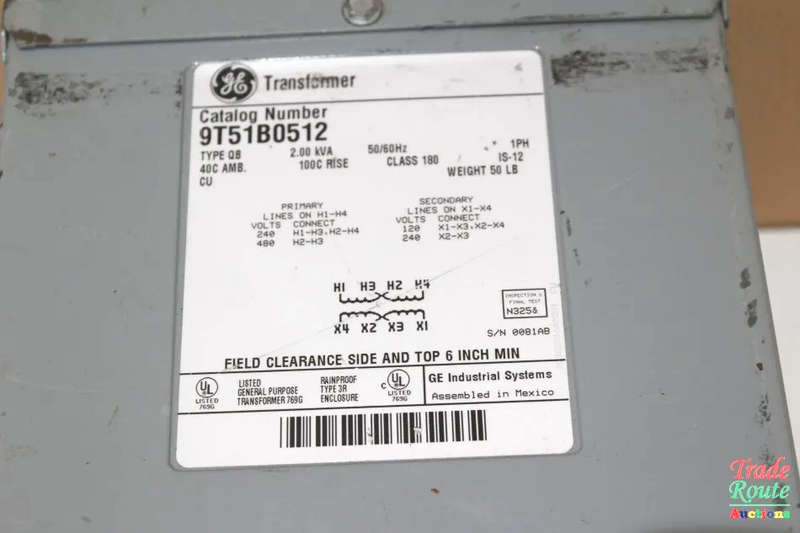 GE Transformer
Catalog Number
9T51B0512
TYPE QB 2.00 kVA 50/60Hz 1PH
40C AMB. 100C RISE CLASS 180 IS-12
CU WEIGHT 50 LB
PRIMARY
LINES ON H1-H4
VOLTS CONNECT
240 H1-H3,H2-H4
480 H2-H3
SECONDARY
LINES ON X1-X4
VOLTS CONNECT
120 X1-X3,X2-X4
240 X2-X3
H1 H3 H2 H4
X4 X2 X3 X1
INSPECTION &
FINAL TEST
S/N 0081AB
FIELD CLEARANCE SIDE AND TOP 6 INCH MIN
UL
LISTED
769G
LISTED
GENERAL PURPOSE
TRANSFORMER 769G
RAINPROOF
TYPE 3R
ENCLOSURE
C UL
LISTED
769G
GE Industrial Systems
Assembled in Mexico
Trade
Route
Auctions